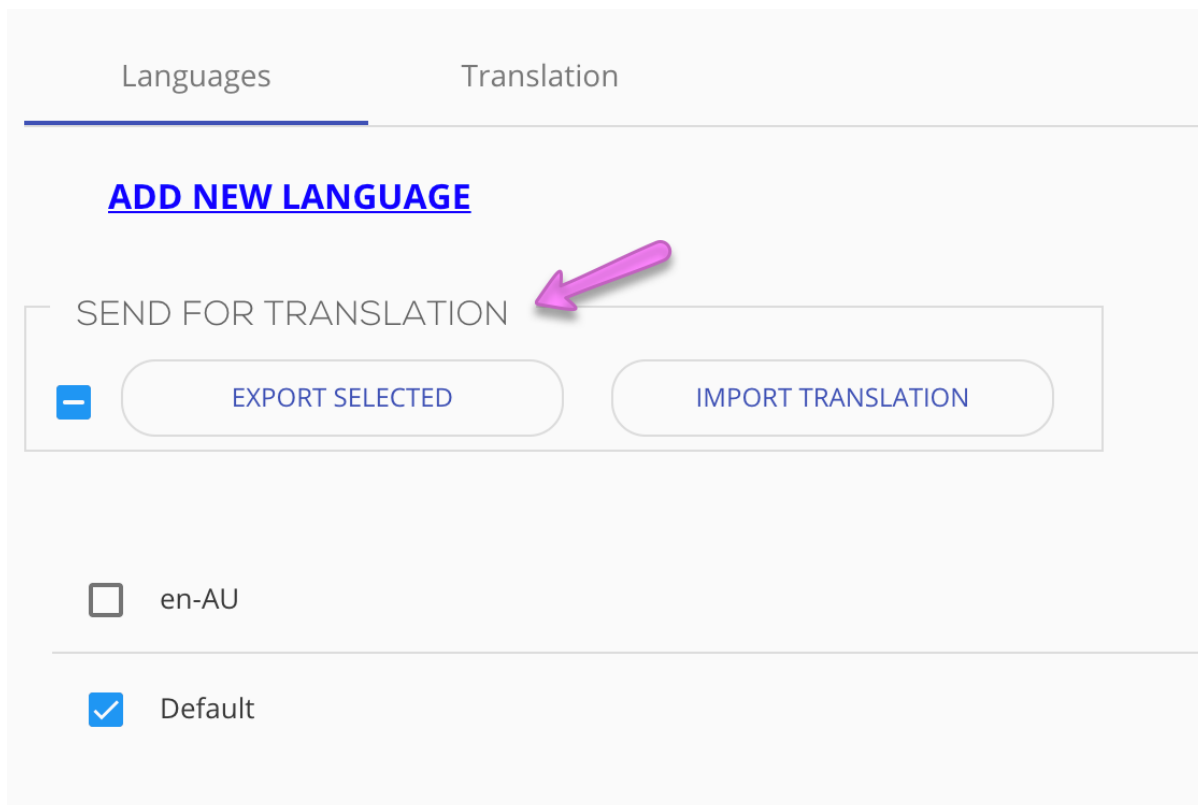 Languages Translation
ADD NEW LANGUAGE
SEND FOR TRANSLATION
EXPORT SELECTED IMPORT TRANSLATION
en-AU
Default